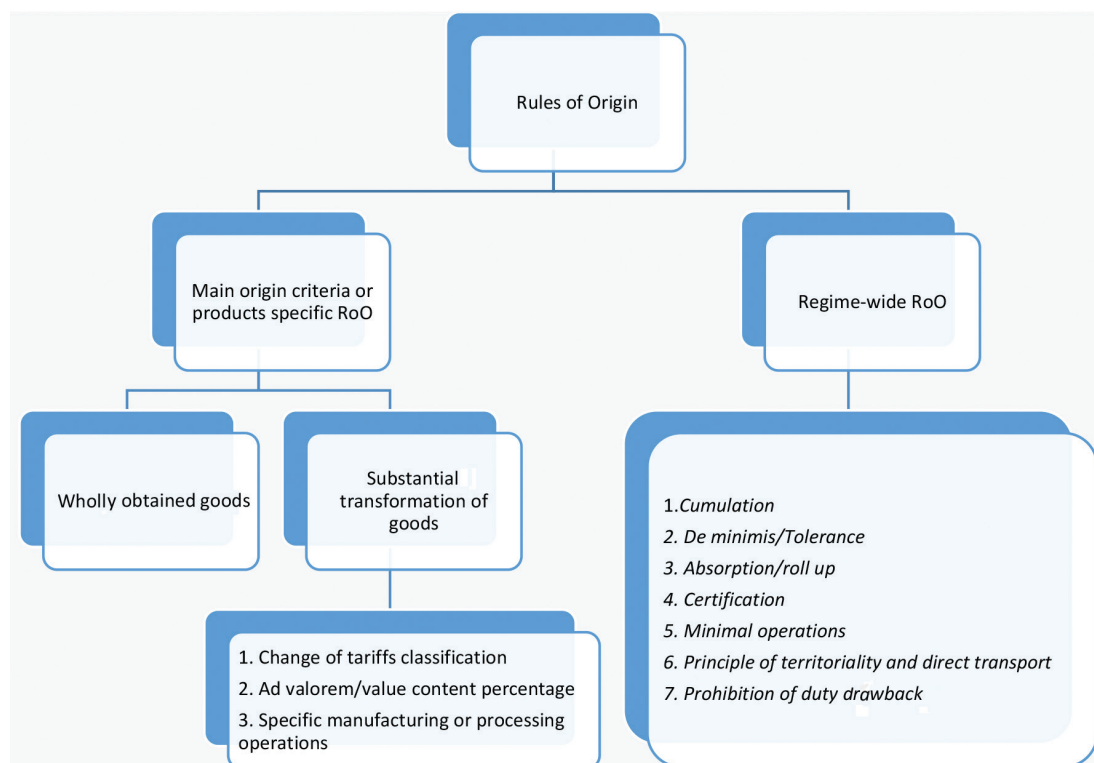 Rules of Origin
Main origin criteria or
products specific RoO
Regime-wide RoO
Wholly obtained goods
Substantial
transformation of
goods
1. Change of tariffs classification
2. Ad valorem/value content percentage
3. Specific manufacturing or processing
operations
1.Cumulation
2. De minimis/Tolerance
3. Absorption/roll up
4. Certification
5. Minimal operations
6. Principle of territoriality and direct transport
7. Prohibition of duty drawback